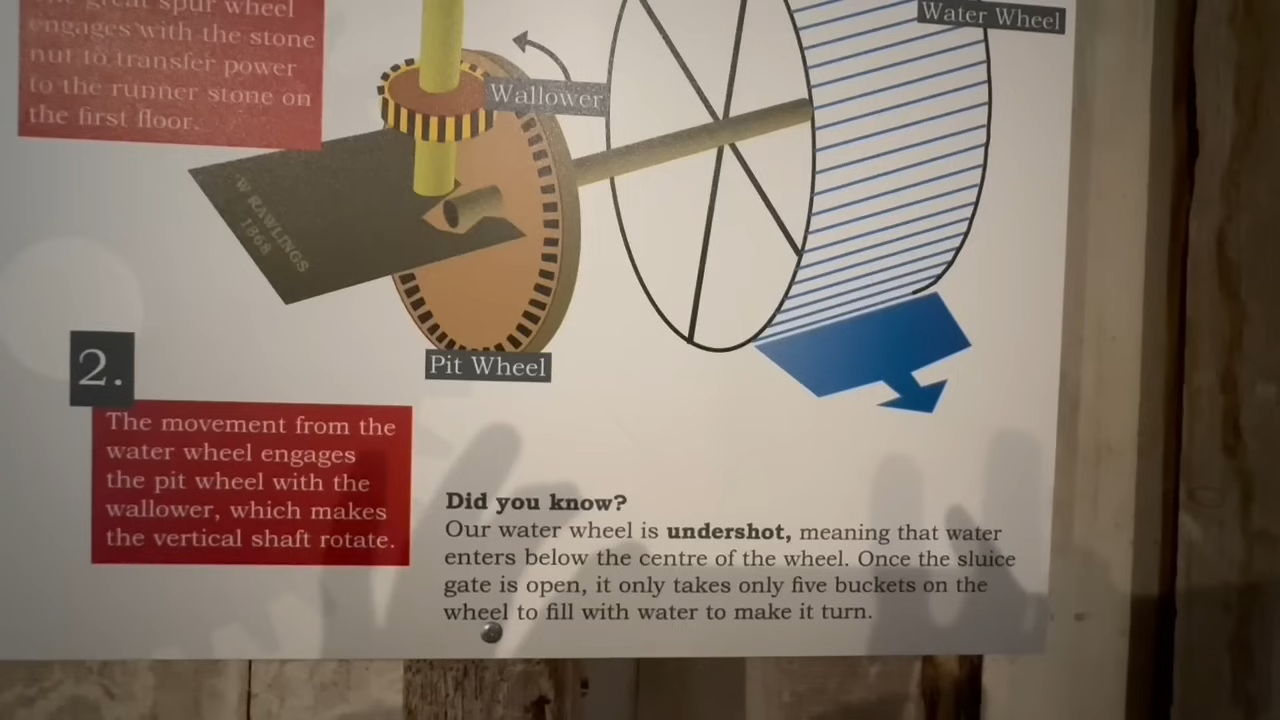 The great spur wheel
engages with the stone
nut to transfer power
to the runner stone on
the first floor.
Water Wheel
Wallower
W RAWLINGS
1868
Pit Wheel
2.
The movement from the
water wheel engages
the pit wheel with the
wallower, which makes
the vertical shaft rotate.
Did you know?
Our water wheel is undershot, meaning that water
enters below the centre of the wheel. Once the sluice
gate is open, it only takes only five buckets on the
wheel to fill with water to make it turn.